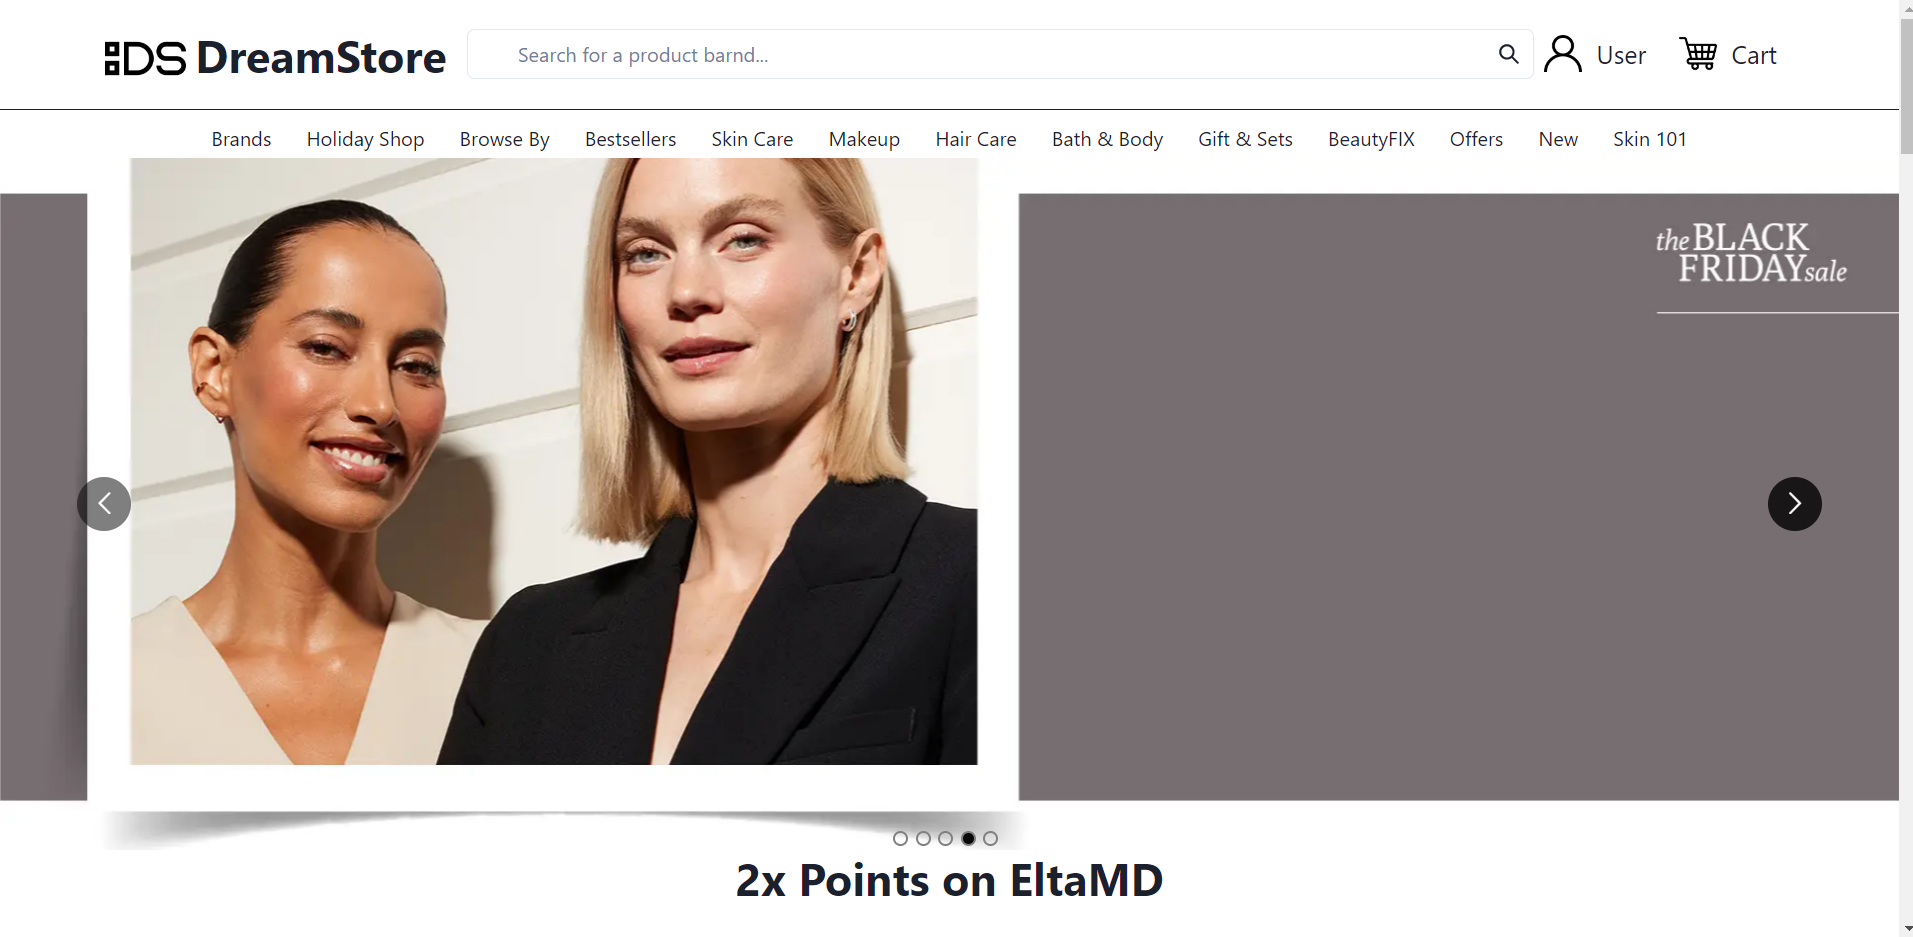 DS DreamStore
Search for a product barnd...
User
Cart
Brands Holiday Shop Browse By Bestsellers Skin Care Makeup Hair Care Bath & Body Gift & Sets BeautyFIX Offers New Skin 101
the BLACK
FRIDAY sale
2x Points on EltaMD